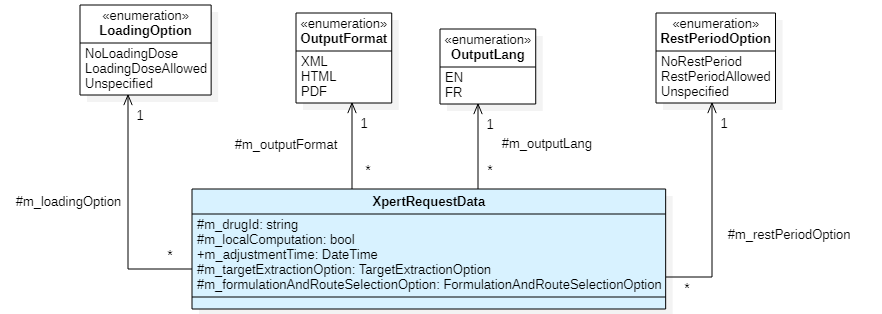 «enumeration»
LoadingOption
NoLoadingDose
LoadingDoseAllowed
Unspecified
«enumeration»
OutputFormat
XML
HTML
PDF
«enumeration»
OutputLang
EN
FR
«enumeration»
RestPeriodOption
NoRestPeriod
RestPeriodAllowed
Unspecified
1
1
1
1
#m_outputFormat
#m_outputLang
*
*
#m_loadingOption
#m_restPeriodOption
*
*
XpertRequestData
#m_drugId: string
#m_localComputation: bool
+m_adjustmentTime: DateTime
#m_targetExtractionOption: TargetExtractionOption
#m_formulationAndRouteSelectionOption: FormulationAndRouteSelectionOption